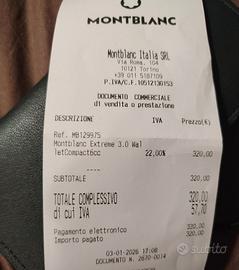 MONTBLANC
Montblanc Italia SRL
Via Roma, 104
10121 Torino
+39 011 5187109
P.IVA/C.F.10512130153
DOCUMENTO COMMERCIALE
di vendita o prestazione
DESCRIZIONE IVA Prezzo(€)
Ref. MB129975
Montblanc Extreme 3.0 Wal
letCompact6cc 22,00% 320,00
SUBTOTALE 320,00
TOTALE COMPLESSIVO 320,00
di cui IVA 57,70
Pagamento elettronico 320,00
Importo pagato 320,00
03-01-2026 17:08
DOCUMENTO N. 2670-0014
subito